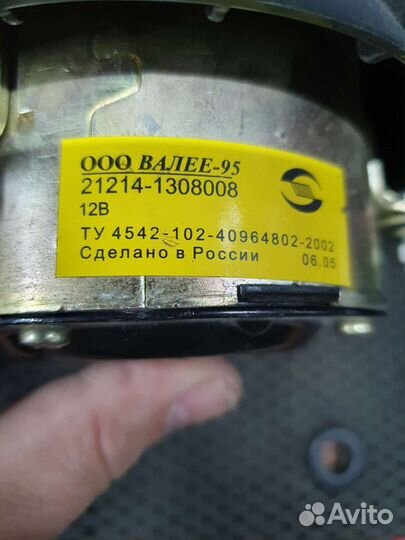 ООО ВАЛЕЕ-95
21214-1308008
12В
ТУ 4542-102-40964802-2002
Сделано в России 06.05
Avito